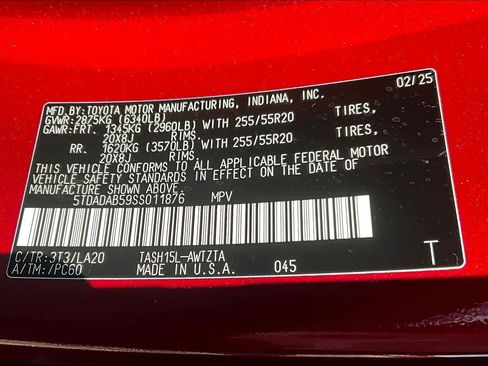 MFD.BY:TOYOTA MOTOR MANUFACTURING, INDIANA, INC. 02/25
GVWR:2875KG (6340LB)
GAWR:FRT. 1345KG (2960LB) WITH 255/55R20 TIRES,
20X8J RIMS,
RR. 1620KG (3570LB) WITH 255/55R20 TIRES,
20X8J RIMS,
THIS VEHICLE CONFORMS TO ALL APPLICABLE FEDERAL MOTOR
VEHICLE SAFETY STANDARDS IN EFFECT ON THE DATE OF
MANUFACTURE SHOWN ABOVE.
5TDADAB59SS011876 MPV
C/TR:3T3/LA20 TASH15L-AWTZTA T
A/TM:/PC60 MADE IN U.S.A. 045